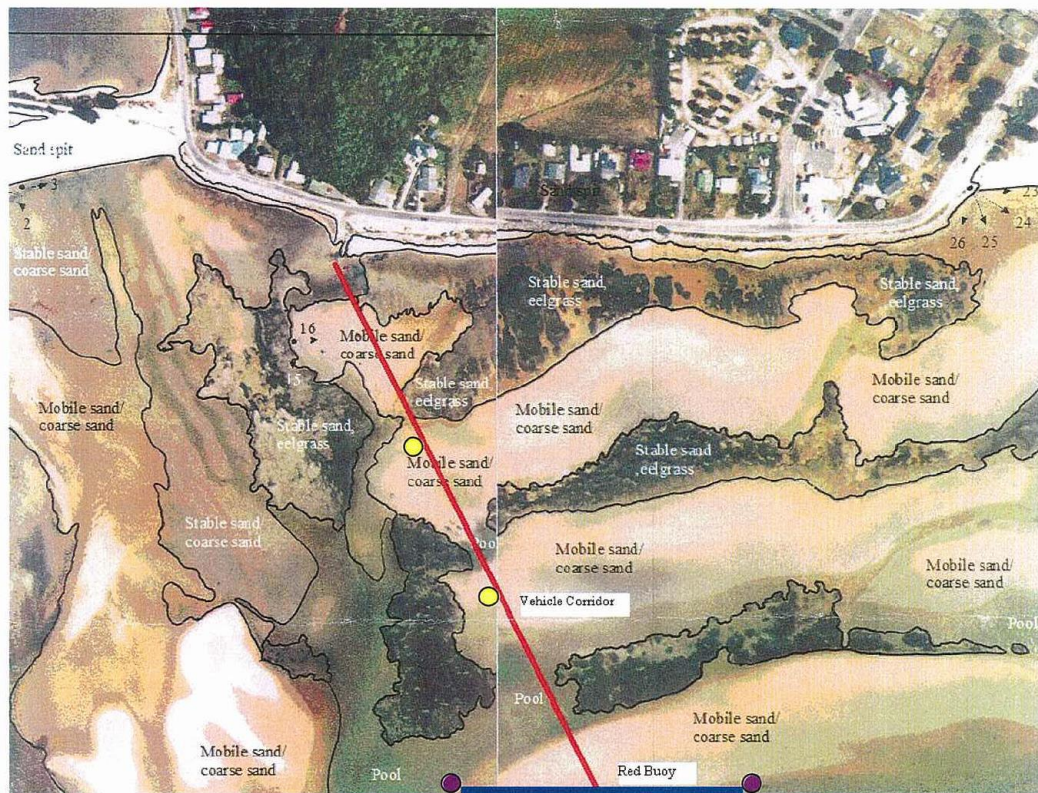 Sand spit
3
2
23
24
25
26
Stable sand/
coarse sand
Stable sand,
eelgrass
Stable sand,
eelgrass
16
Mobile sand/
coarse sand
15
Stable sand,
eelgrass
Mobile sand/
coarse sand
Mobile sand/
coarse sand
Mobile sand/
coarse sand
Stable sand,
eelgrass
Stable sand
eelgrass
Mobile sand/
coarse sand
Stable sand,
coarse sand
Pool
Mobile sand/
coarse sand
Mobile sand/
coarse sand
Vehicle Corridor
Pool
Pool
Mobile sand/
coarse sand
Mobile sand/
coarse sand
Pool
Red Buoy